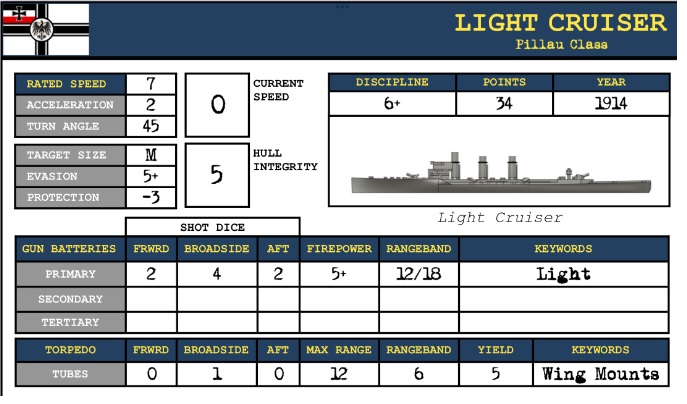 LIGHT CRUISER
Pillau Class
RATED SPEED 7
ACCELERATION 2
TURN ANGLE 45
0 CURRENT SPEED
TARGET SIZE M
EVASION 5+
PROTECTION -3
5 HULL INTEGRITY
DISCIPLINE POINTS YEAR
6+ 34 1914
Light Cruiser
SHOT DICE
GUN BATTERIES FRWRD BROADSIDE AFT FIREPOWER RANGEBAND KEYWORDS
PRIMARY 2 4 2 5+ 12/18 Light
SECONDARY
TERTIARY
TORPEDO FRWRD BROADSIDE AFT MAX RANGE RANGEBAND YIELD KEYWORDS
TUBES 0 1 0 12 6 5 Wing Mounts